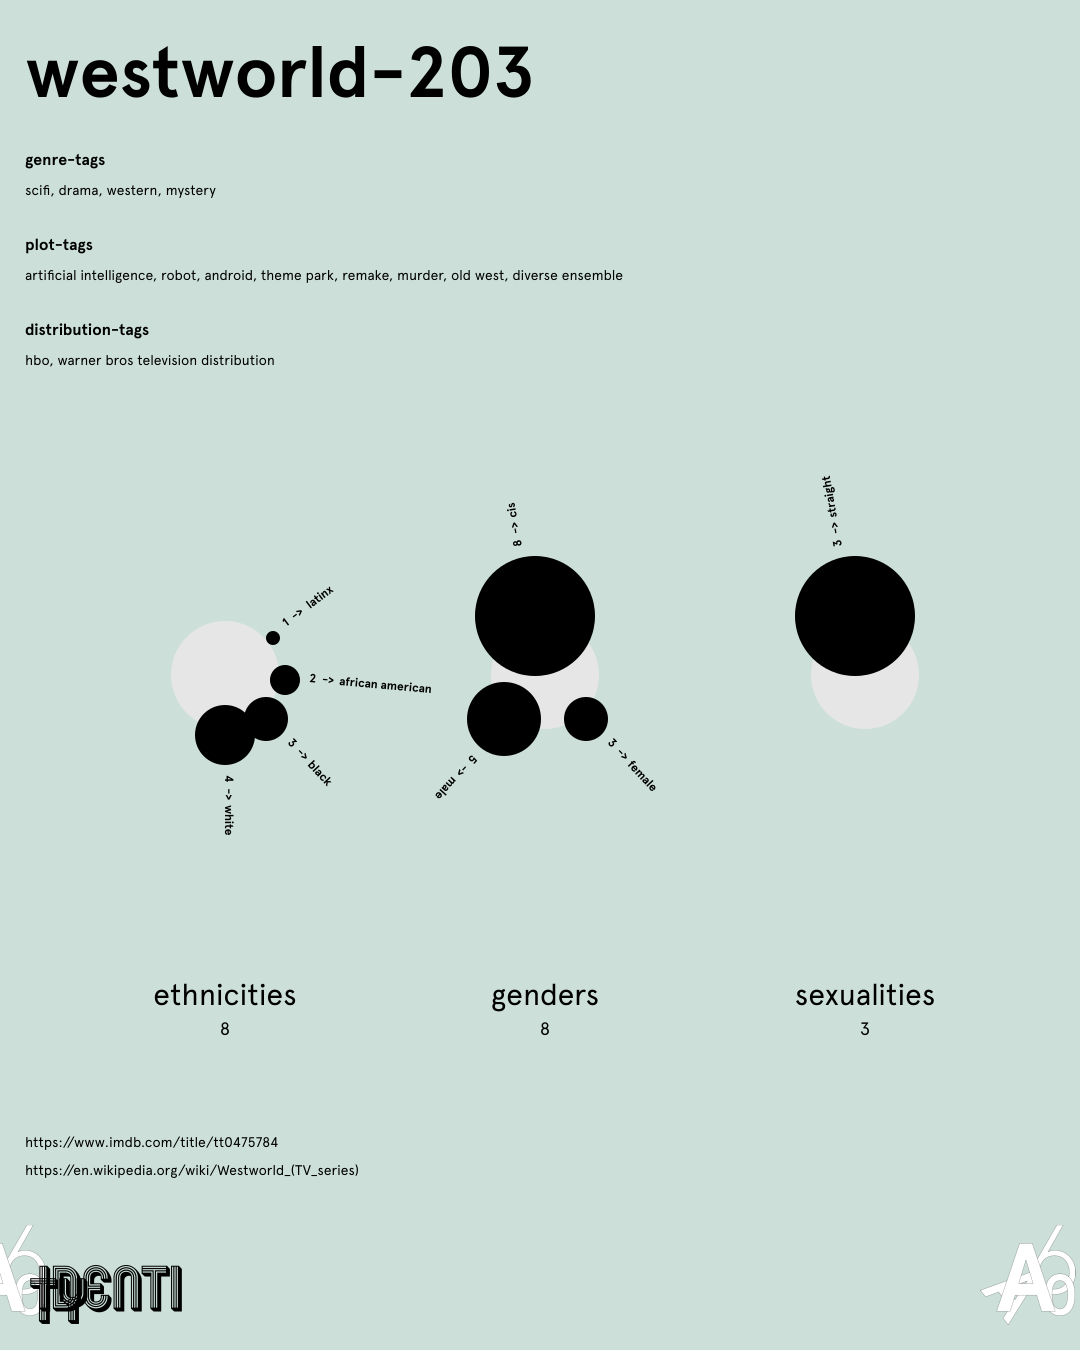 westworld-203
genre-tags
scifi, drama, western, mystery
plot-tags
artificial intelligence, robot, android, theme park, remake, murder, old west, diverse ensemble
distribution-tags
hbo, warner bros television distribution
1 -> latinx
2 -> african american
3 -> black
4 -> white
8 -> cis
5 -> male
3 -> female
3 -> straight
ethnicities
8
genders
8
sexualities
3
https://www.imdb.com/title/tt0475784
https://en.wikipedia.org/wiki/Westworld_(TV_series)
IDENTI
TY